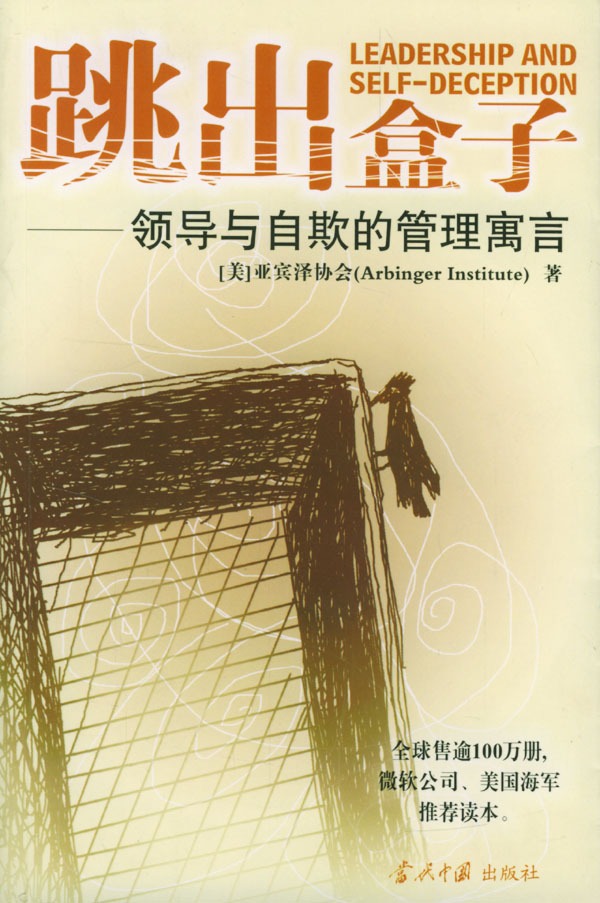 跳出盒子
LEADERSHIP AND
SELF-DECEPTION
——领导与自欺的管理寓言
[美]亚宾泽协会(Arbinger Institute) 著
全球售逾100万册,
微软公司、美国海军
推荐读本。
当代中国 出版社